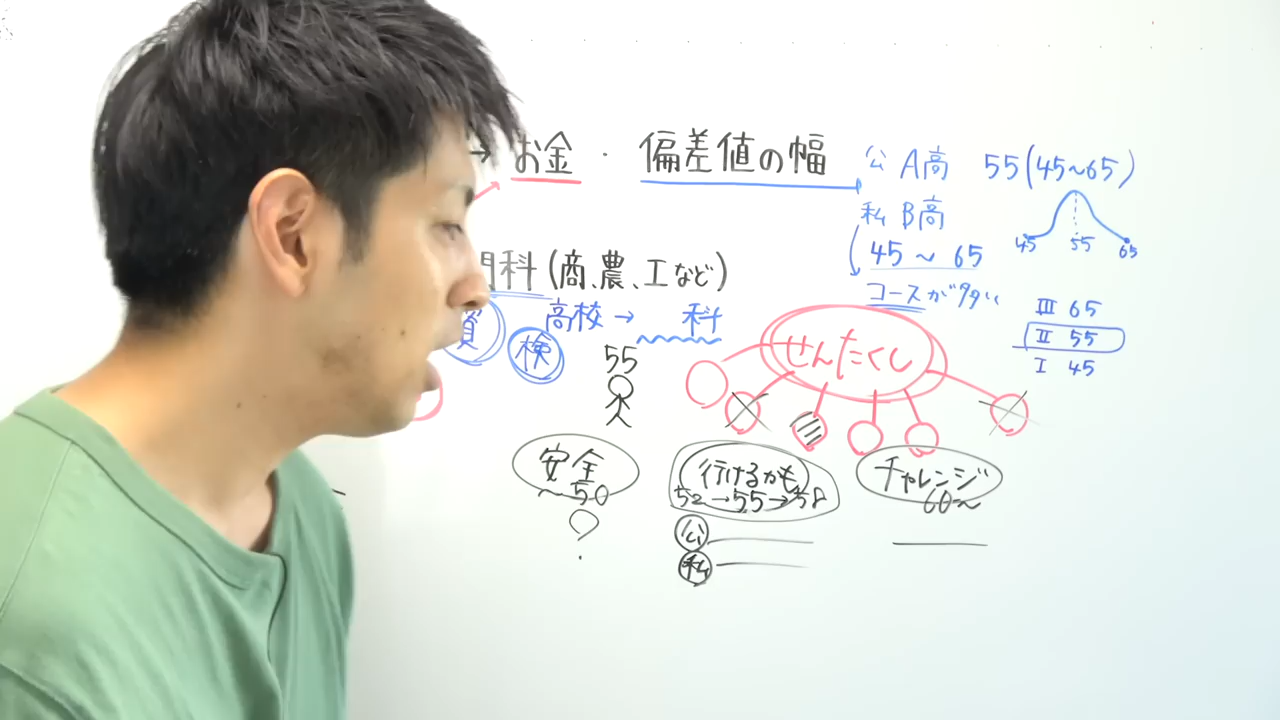 → お金 ・ 偏差値の幅
公 A高 55(45〜65)
私 B高
45 55 65
45 〜 65
コースが多い
門科(商、農、工など)
高校→ 科
資
検
Ⅲ 65
Ⅱ 55
Ⅰ 45
せんたくし
55
安全
〜50
行けるかも
52→55→58
チャレンジ
60〜
公
私